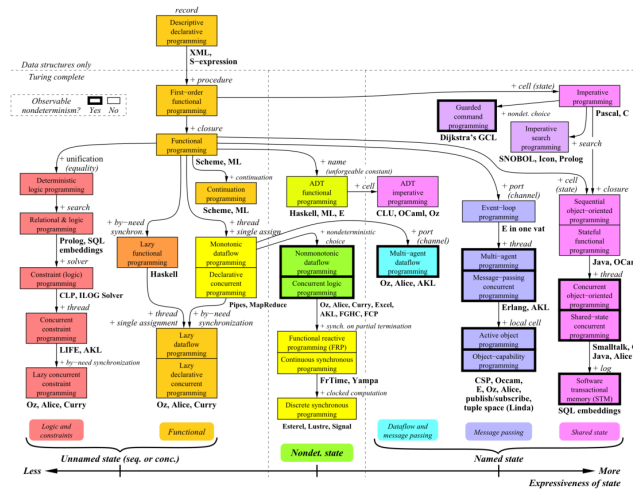 record
Descriptive
declarative
programming
XML,
S−expression
Data structures only
Turing complete
+ procedure
Observable
nondeterminism?
Yes
No
First−order
functional
programming
+ cell (state)
Imperative
programming
Pascal, C
+ nondet. choice
Guarded
command
programming
Dijkstra's GCL
Imperative
search
programming
+ search
SNOBOL, Icon, Prolog
+ closure
Functional
programming
Scheme, ML
+ unification
(equality)
Deterministic
logic programming
+ search
Relational & logic
programming
Prolog, SQL
embeddings
+ solver
Constraint (logic)
programming
CLP, ILOG Solver
+ thread
Concurrent
constraint
programming
LIFE, AKL
+ by−need synchronization
Lazy concurrent
constraint
programming
Oz, Alice, Curry
+ continuation
Continuation
programming
Scheme, ML
+ by−need
synchron.
Lazy
functional
programming
Haskell
+ thread
+ single assignment
+ thread
+ single assign.
Monotonic
dataflow
programming
Declarative
concurrent
programming
Pipes, MapReduce
+ by−need
synchronization
Lazy
dataflow
programming
Lazy
declarative
concurrent
programming
Oz, Alice, Curry
+ name
(unforgeable constant)
ADT
functional
programming
Haskell, ML, E
+ cell
ADT
imperative
programming
CLU, OCaml, Oz
+ nondeterministic
choice
Nonmonotonic
dataflow
programming
Concurrent logic
programming
Oz, Alice, Curry, Excel,
AKL, FGHC, FCP
+ synch. on partial termination
Functional reactive
programming (FRP)
Continuous synchronous
programming
FrTime, Yampa
+ clocked computation
Discrete synchronous
programming
Esterel, Lustre, Signal
+ port
(channel)
Multi−agent
dataflow
programming
Oz, Alice, AKL
+ port
(channel)
Event−loop
programming
E in one vat
+ thread
Multi−agent
programming
Message−passing
concurrent
programming
Erlang, AKL
+ local cell
Active object
programming
Object−capability
programming
CSP, Occam,
E, Oz, Alice,
publish/subscribe,
tuple space (Linda)
+ cell
(state)
+ closure
Sequential
object−oriented
programming
Stateful
functional
programming
Java, OCam
+ thread
Concurrent
object−oriented
programming
Shared−state
concurrent
programming
Smalltalk,
Java, Alice
+ log
Software
transactional
memory (STM)
SQL embeddings
Logic and
constraints
Functional
Nondet. state
Dataflow and
message passing
Message passing
Shared state
Unnamed state (seq. or conc.)
Named state
Less
More
Expressiveness of state